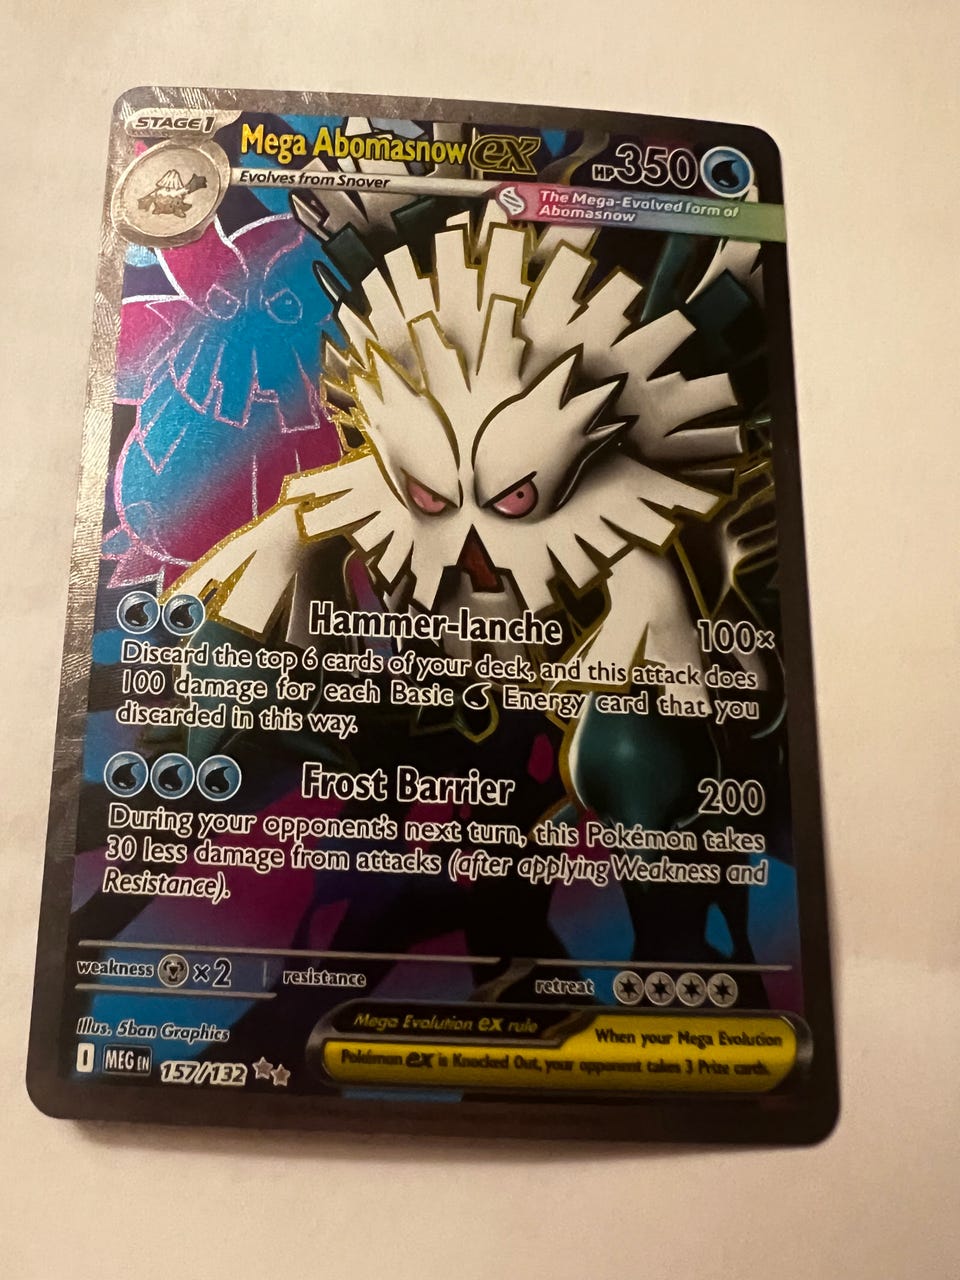 STAGE 1
Mega Abomasnow ex
HP 350
Evolves from Snover
The Mega-Evolved form of
Abomasnow
Hammer-lanche 100×
Discard the top 6 cards of your deck, and this attack does
100 damage for each Basic Energy card that you
discarded in this way.
Frost Barrier 200
During your opponent's next turn, this Pokémon takes
30 less damage from attacks (after applying Weakness and
Resistance).
weakness ×2 resistance retreat
Illus. 5ban Graphics
Mega Evolution ex rule
When your Mega Evolution
Pokémon ex is Knocked Out, your opponent takes 3 Prize cards.
I MEG EN 157/132